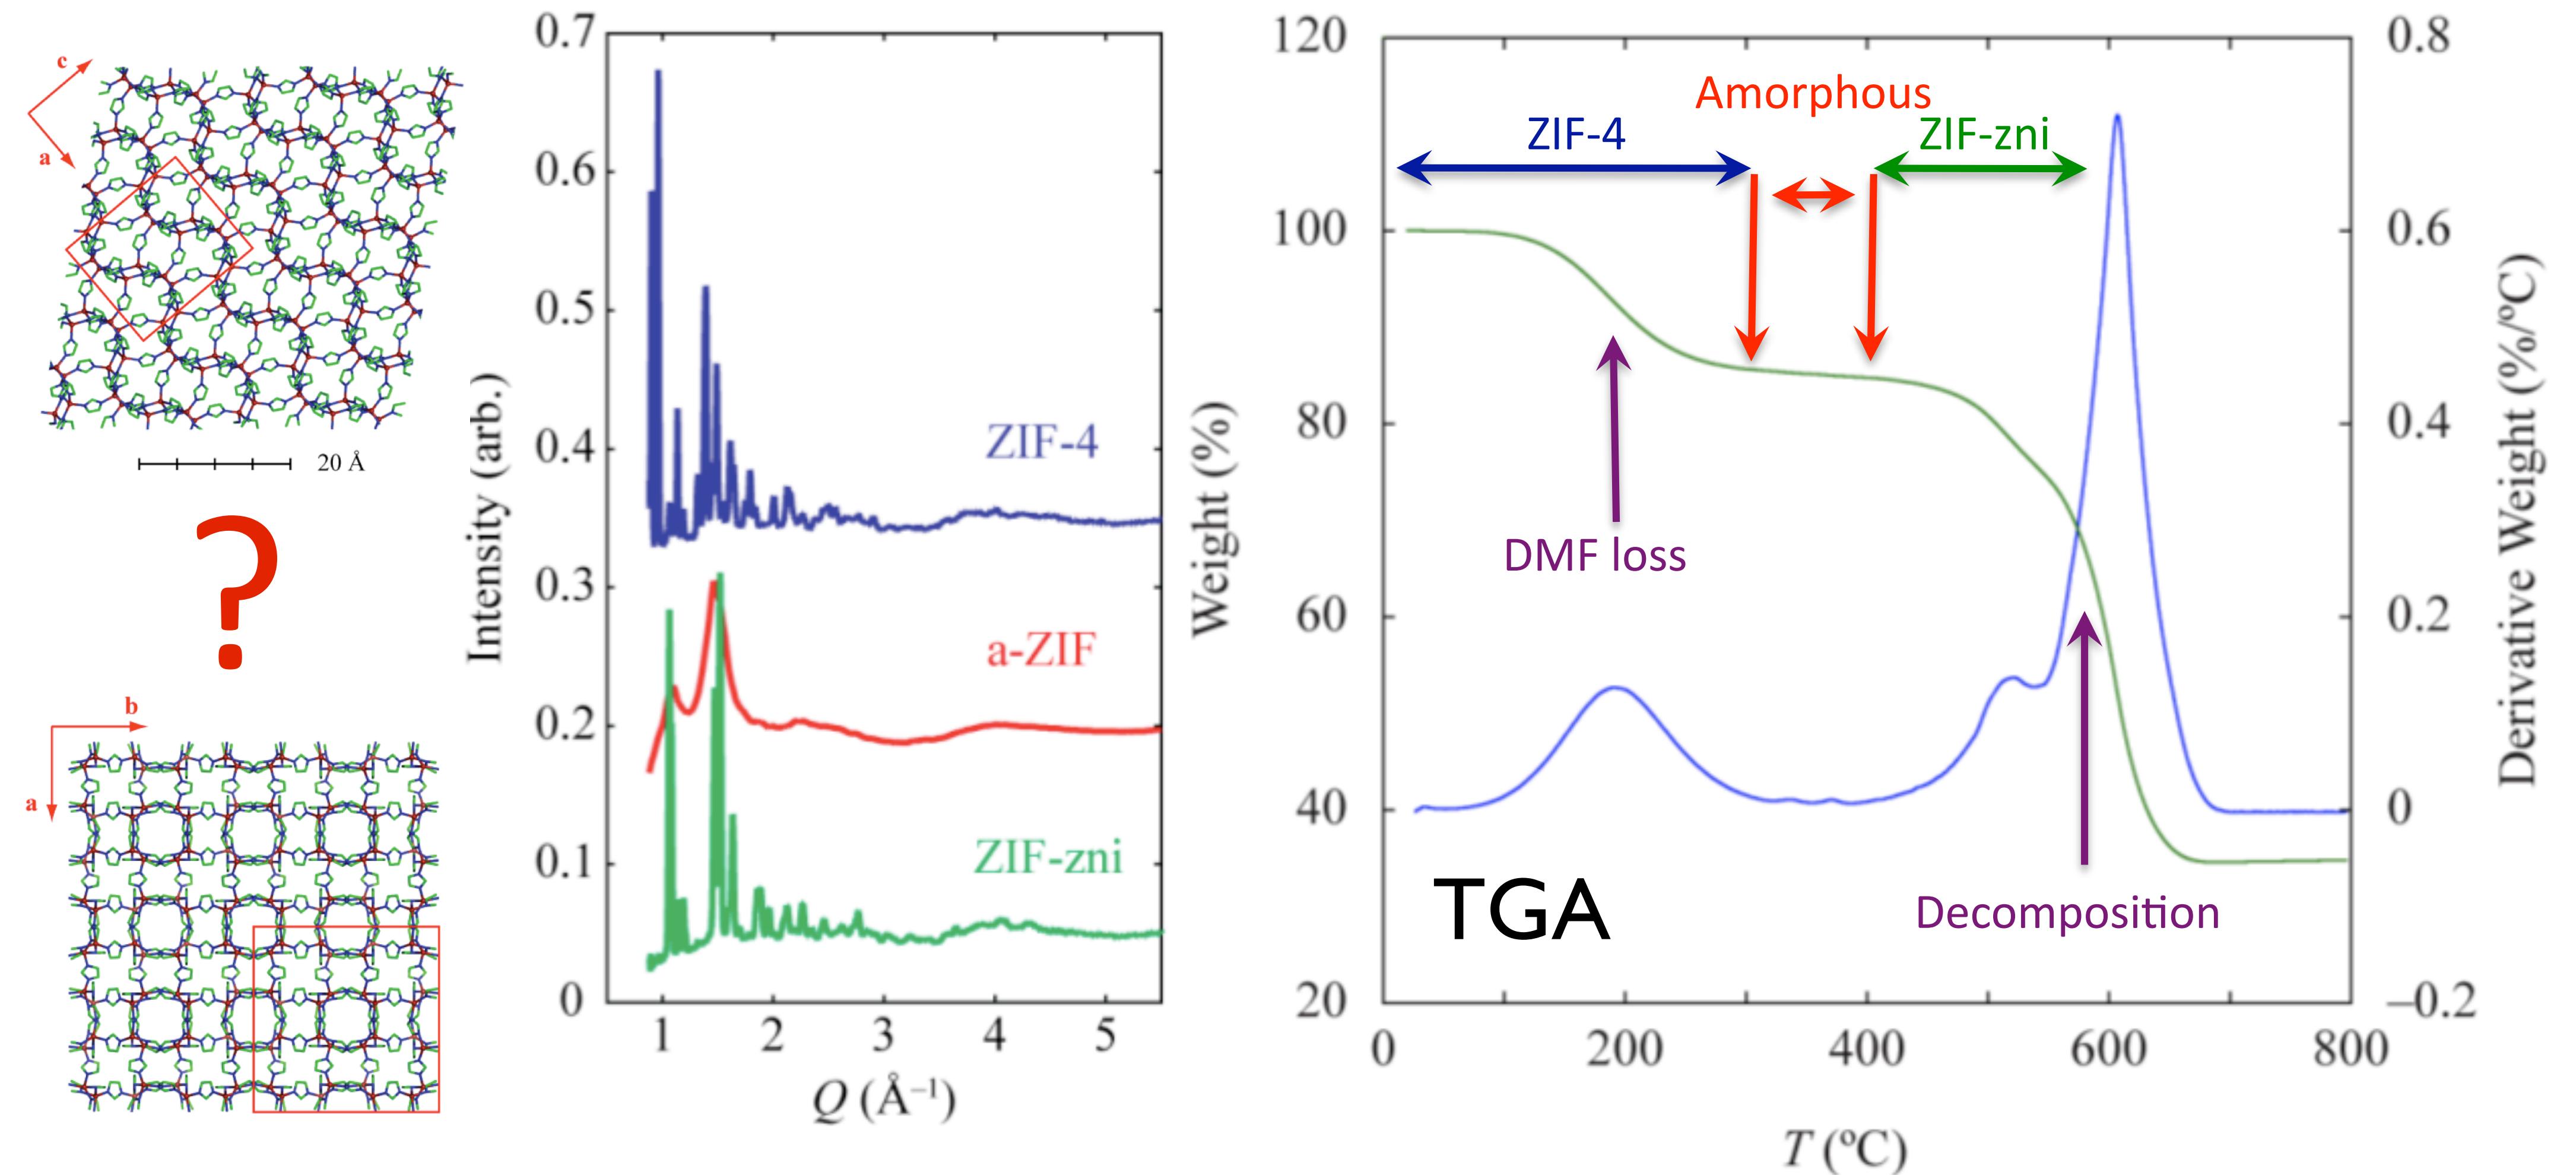 c
a
20 Å
?
b
a
0.7
0.6
0.5
0.4
0.3
0.2
0.1
0
Intensity (arb.)
ZIF-4
a-ZIF
ZIF-zni
1 2 3 4 5
Q (Å–1)
120
100
80
60
40
20
Weight (%)
Amorphous
ZIF-4
ZIF-zni
DMF loss
TGA
Decomposition
0.8
0.6
0.4
0.2
0
–0.2
Derivative Weight (%/ºC)
0 200 400 600 800
T (ºC)